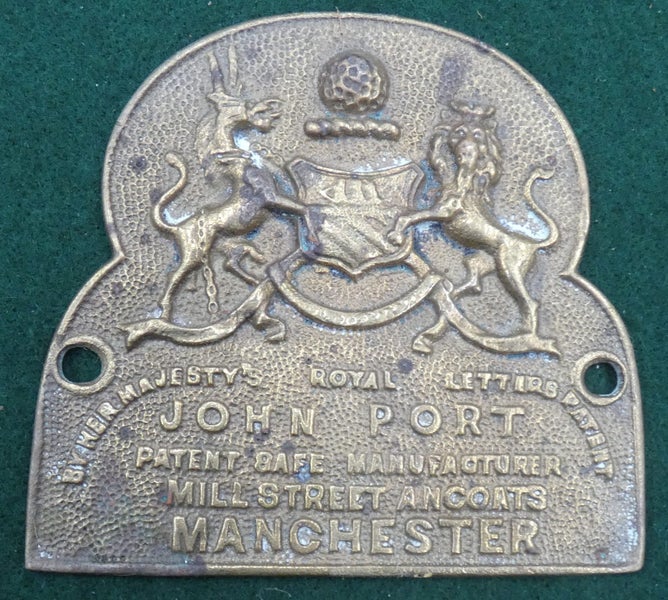 BY HER MAJESTY'S ROYAL LETTERS PATENT
JOHN PORT
PATENT SAFE MANUFACTURER
MILL STREET ANCOATS
MANCHESTER